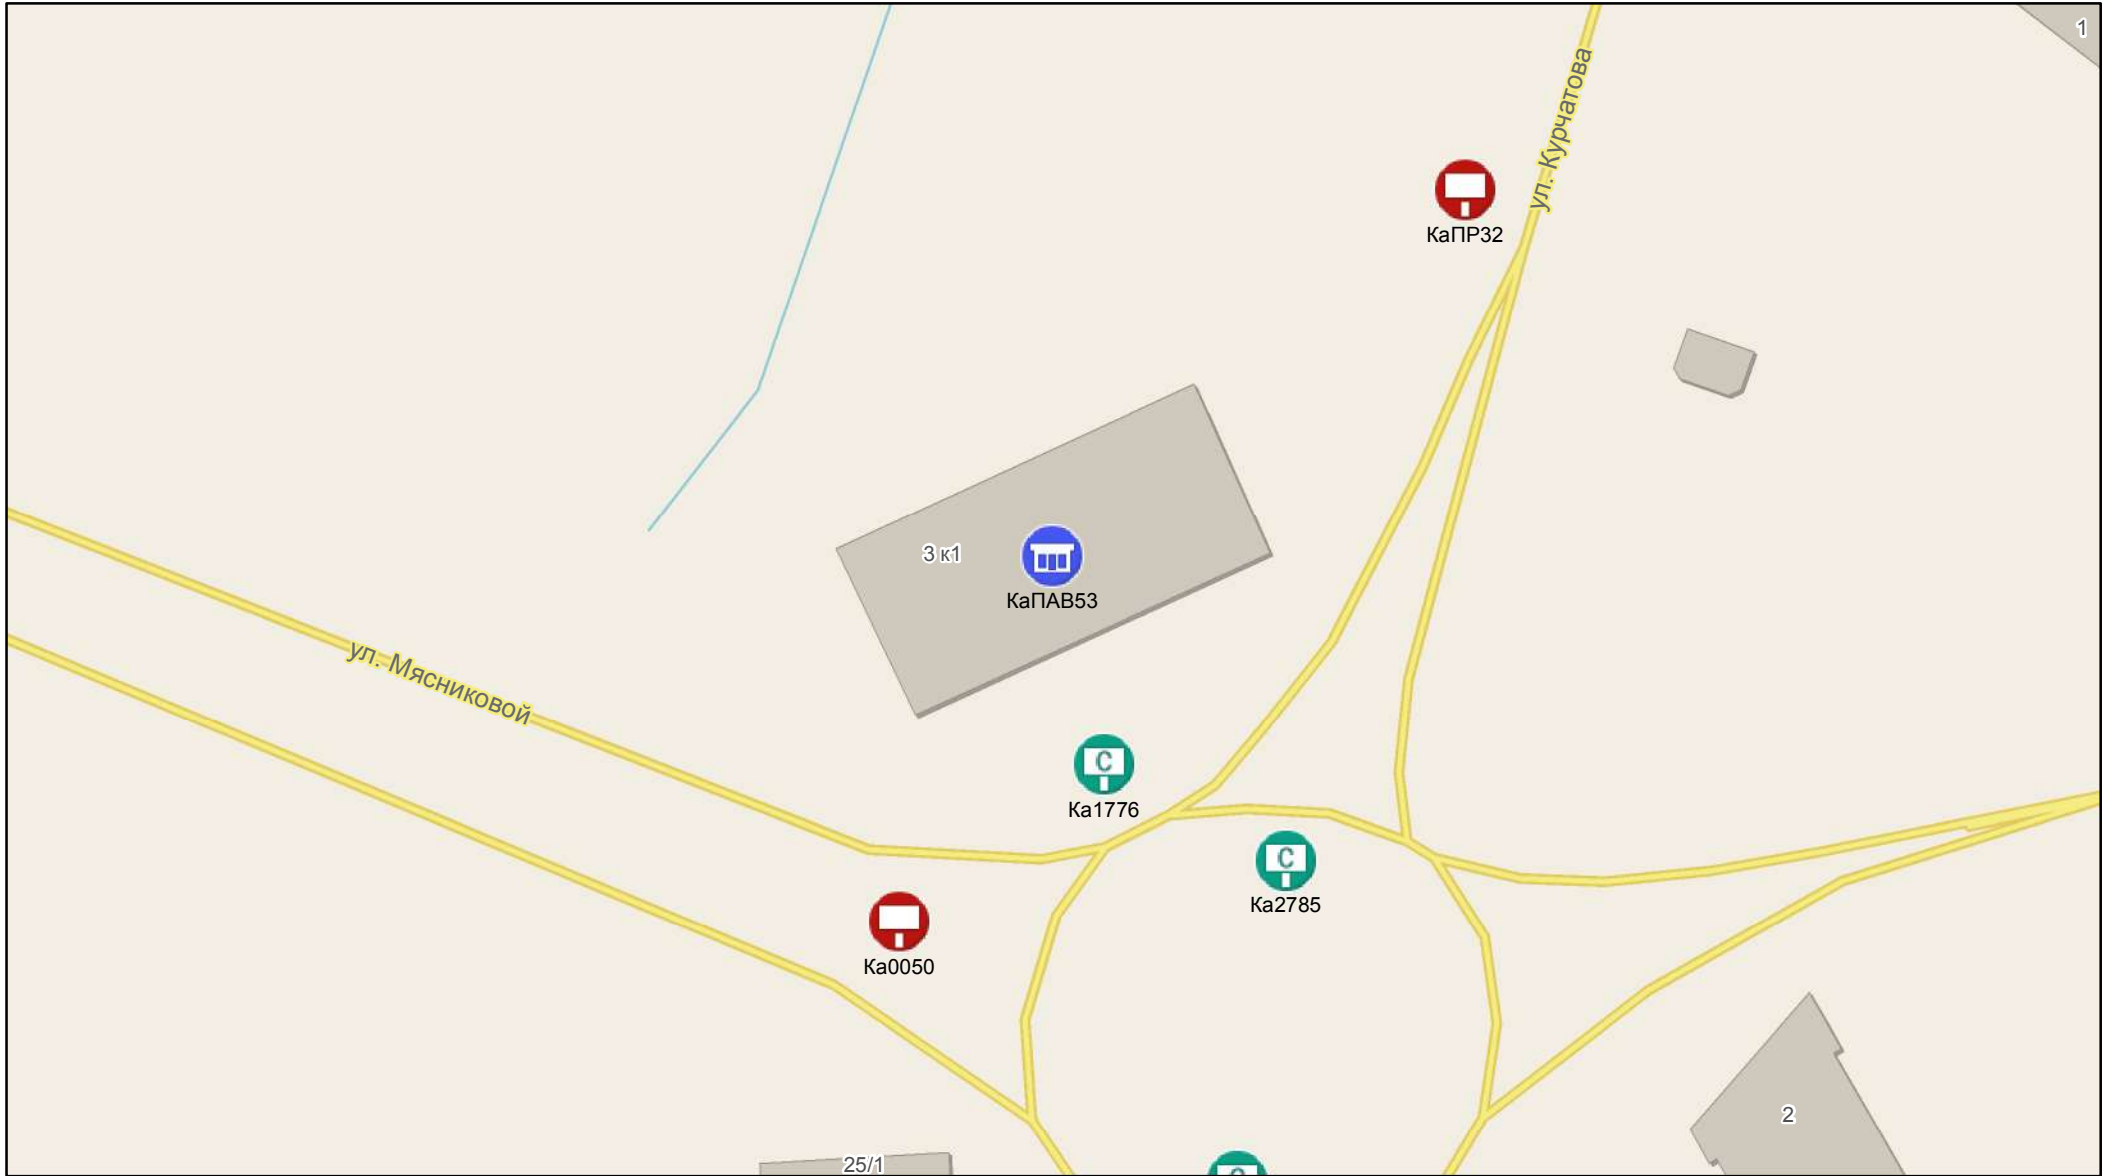 1
ул. Курчатова
КаПР32
3 к1
КаПАВ53
ул. Мясниковой
С
Ка1776
С
Ка2785
Ка0050
2
25/1